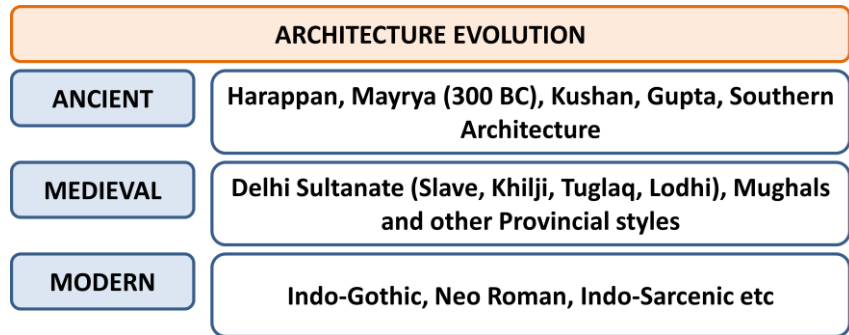 ARCHITECTURE EVOLUTION
ANCIENT
Harappan, Mayrya (300 BC), Kushan, Gupta, Southern
Architecture
MEDIEVAL
Delhi Sultanate (Slave, Khilji, Tuglaq, Lodhi), Mughals
and other Provincial styles
MODERN
Indo-Gothic, Neo Roman, Indo-Sarcenic etc